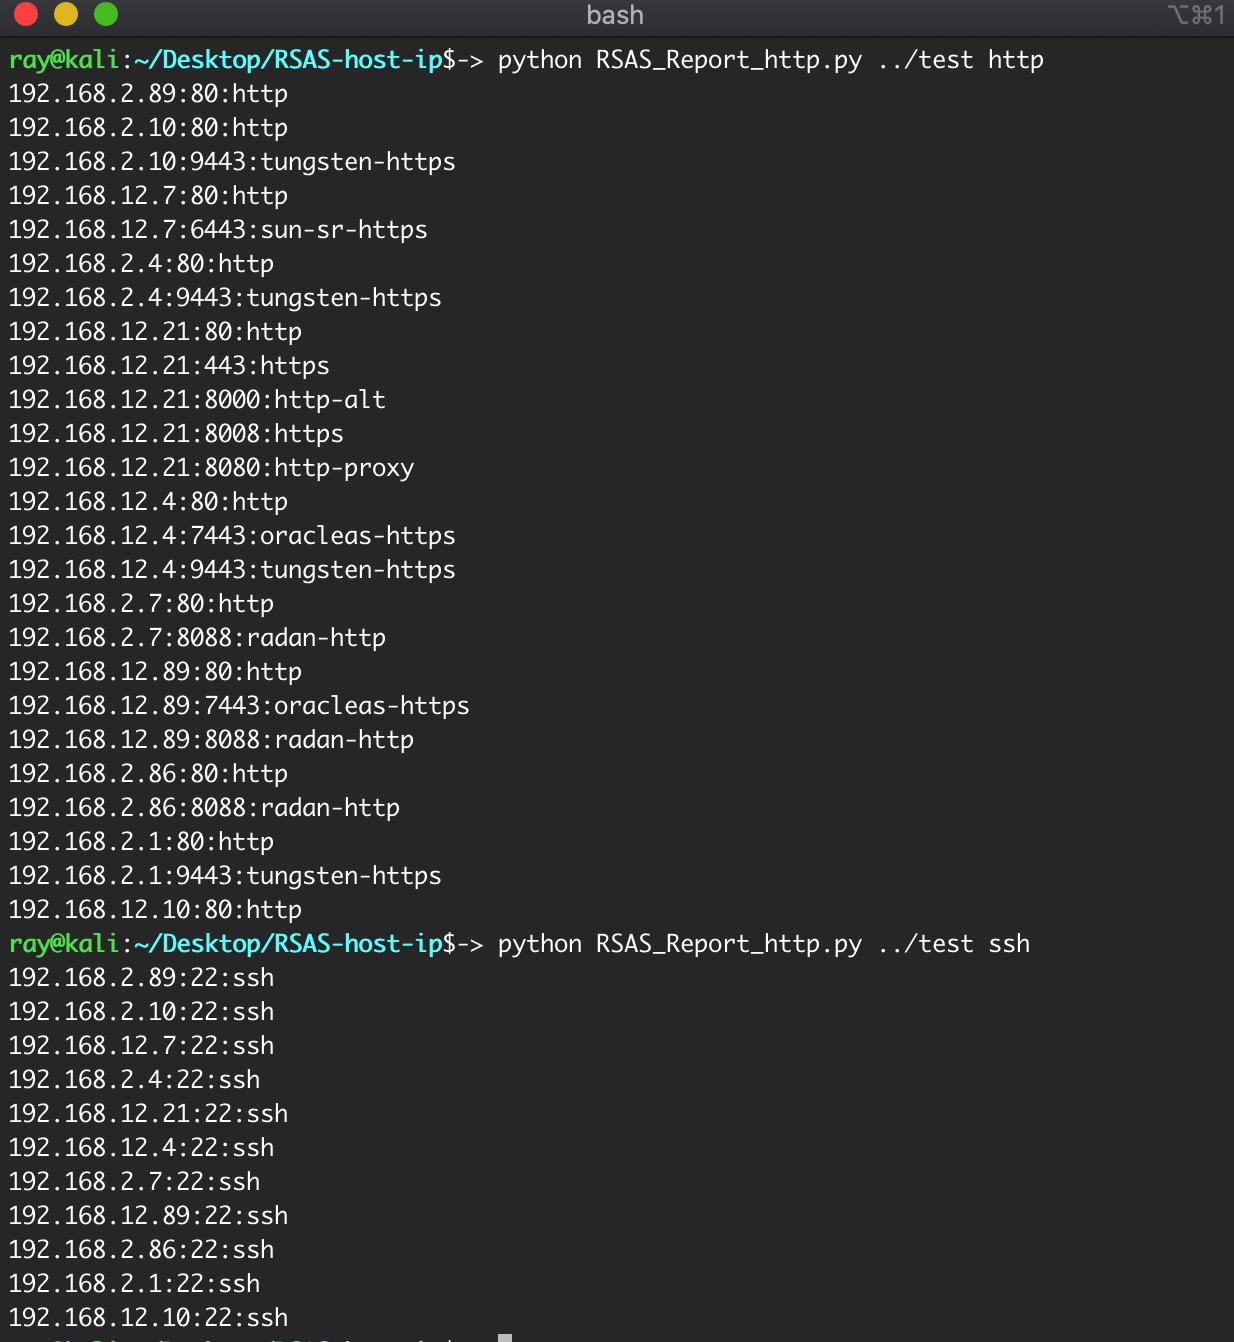 bash
⌥⌘1
ray@kali:~/Desktop/RSAS-host-ip$-> python RSAS_Report_http.py ../test http
192.168.2.89:80:http
192.168.2.10:80:http
192.168.2.10:9443:tungsten-https
192.168.12.7:80:http
192.168.12.7:6443:sun-sr-https
192.168.2.4:80:http
192.168.2.4:9443:tungsten-https
192.168.12.21:80:http
192.168.12.21:443:https
192.168.12.21:8000:http-alt
192.168.12.21:8008:https
192.168.12.21:8080:http-proxy
192.168.12.4:80:http
192.168.12.4:7443:oracleas-https
192.168.12.4:9443:tungsten-https
192.168.2.7:80:http
192.168.2.7:8088:radan-http
192.168.12.89:80:http
192.168.12.89:7443:oracleas-https
192.168.12.89:8088:radan-http
192.168.2.86:80:http
192.168.2.86:8088:radan-http
192.168.2.1:80:http
192.168.2.1:9443:tungsten-https
192.168.12.10:80:http
ray@kali:~/Desktop/RSAS-host-ip$-> python RSAS_Report_http.py ../test ssh
192.168.2.89:22:ssh
192.168.2.10:22:ssh
192.168.12.7:22:ssh
192.168.2.4:22:ssh
192.168.12.21:22:ssh
192.168.12.4:22:ssh
192.168.2.7:22:ssh
192.168.12.89:22:ssh
192.168.2.86:22:ssh
192.168.2.1:22:ssh
192.168.12.10:22:ssh